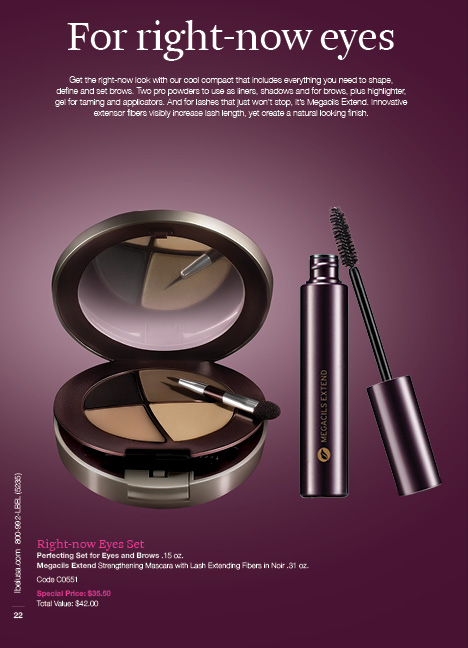 For right-now eyes
Get the right-now look with our cool compact that includes everything you need to shape,
define and set brows. Two pro powders to use as liners, shadows and for brows, plus highlighter,
gel for taming and applicators. And for lashes that just won't stop, it's Megacils Extend. Innovative
extensor fibers visibly increase lash length, yet create a natural looking finish.
MEGACILS EXTEND
lbelusa.com 800-992-LBEL (5235)
Right-now Eyes Set
Perfecting Set for Eyes and Brows .15 oz.
Megacils Extend Strengthening Mascara with Lash Extending Fibers in Noir .31 oz.
Code C0551
Special Price: $35.50
Total Value: $42.00
22